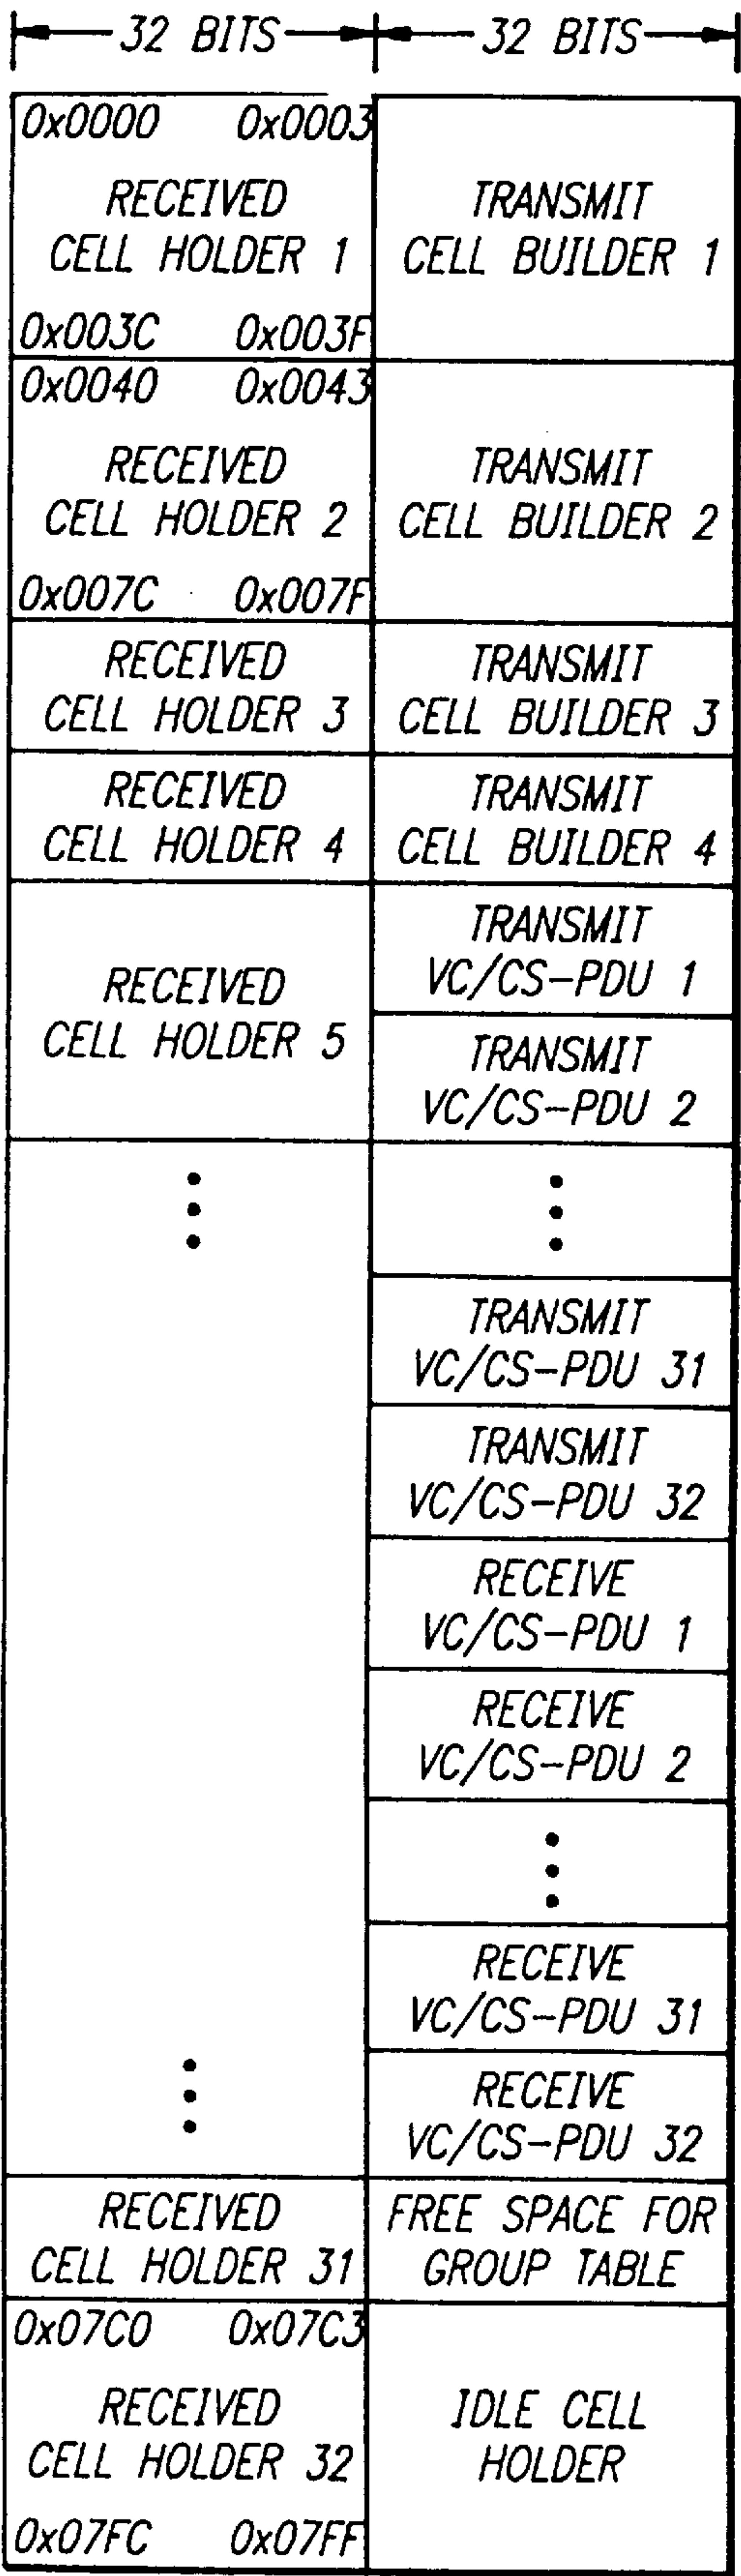 32 BITS 32 BITS
0x0000 0x0003
RECEIVED
CELL HOLDER 1
0x003C 0x003F
TRANSMIT
CELL BUILDER 1
0x0040 0x0043
RECEIVED
CELL HOLDER 2
0x007C 0x007F
TRANSMIT
CELL BUILDER 2
RECEIVED
CELL HOLDER 3
TRANSMIT
CELL BUILDER 3
RECEIVED
CELL HOLDER 4
TRANSMIT
CELL BUILDER 4
RECEIVED
CELL HOLDER 5
TRANSMIT
VC/CS-PDU 1
TRANSMIT
VC/CS-PDU 2
TRANSMIT
VC/CS-PDU 31
TRANSMIT
VC/CS-PDU 32
RECEIVE
VC/CS-PDU 1
RECEIVE
VC/CS-PDU 2
RECEIVE
VC/CS-PDU 31
RECEIVE
VC/CS-PDU 32
RECEIVED
CELL HOLDER 31
FREE SPACE FOR
GROUP TABLE
0x07C0 0x07C3
RECEIVED
CELL HOLDER 32
0x07FC 0x07FF
IDLE CELL
HOLDER